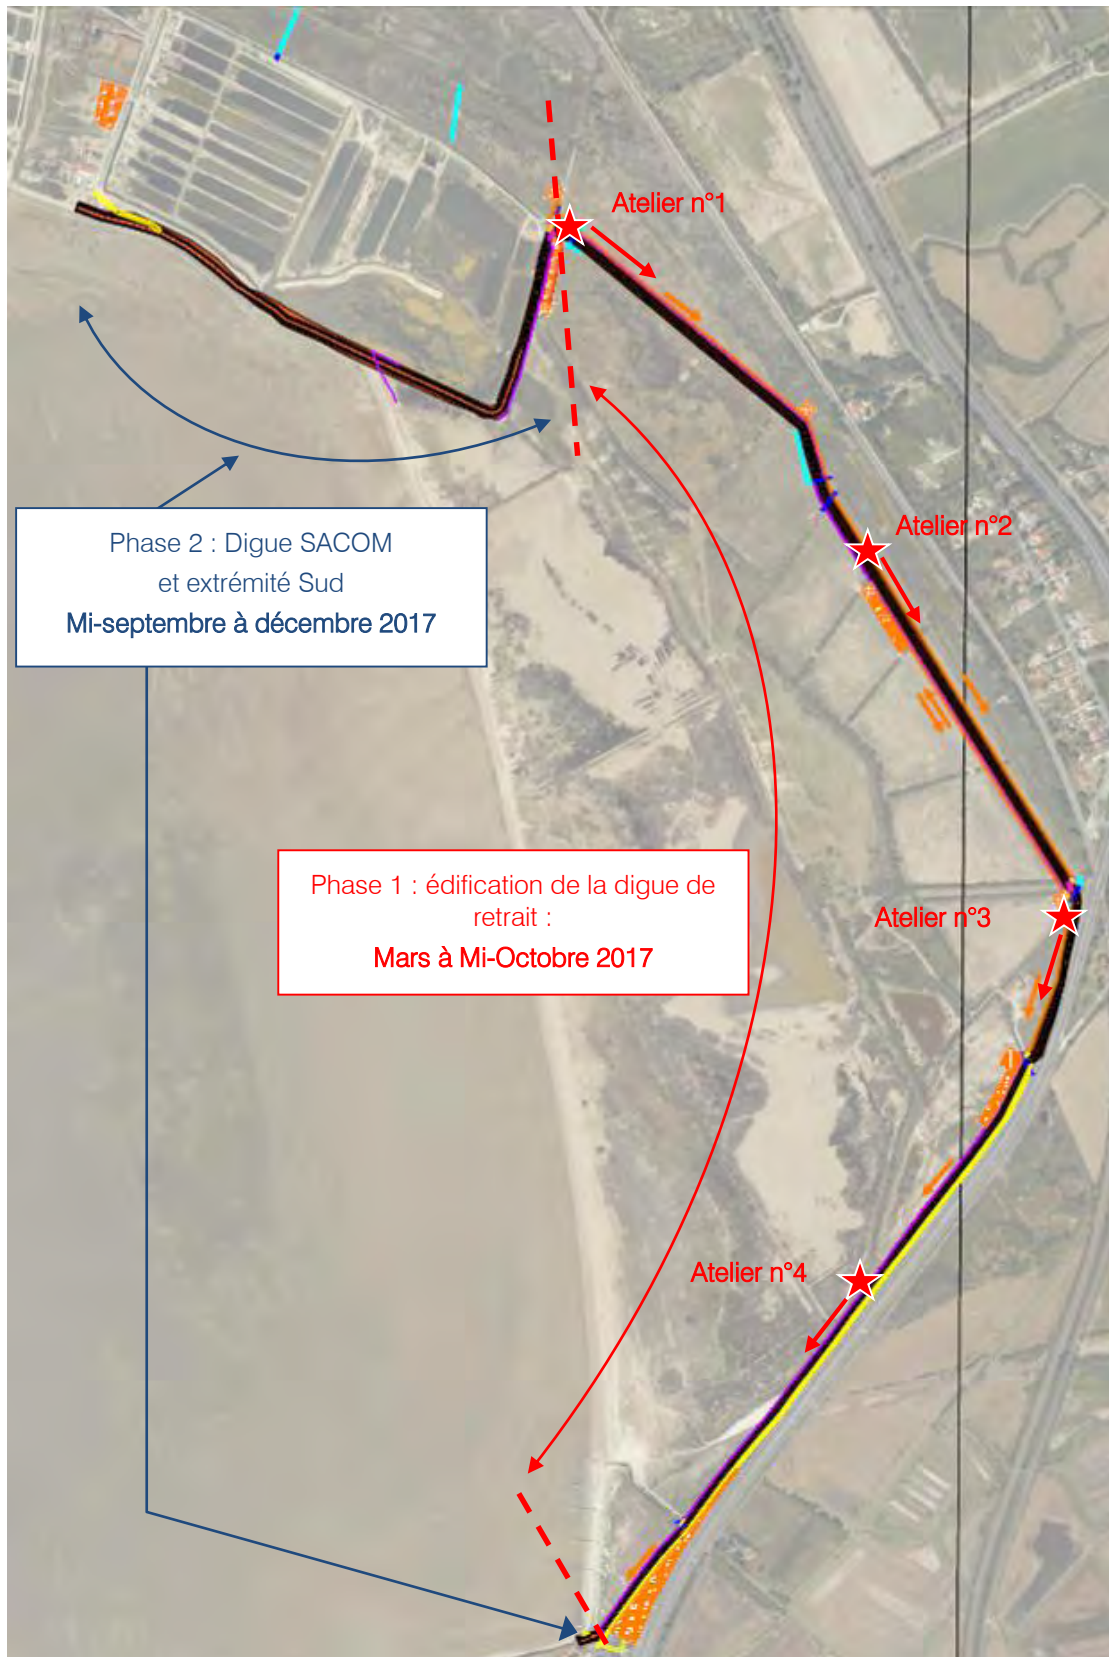 Atelier n°1
Atelier n°2
Phase 2 : Digue SACOM
et extrémité Sud
Mi-septembre à décembre 2017
Phase 1 : édification de la digue de
retrait :
Mars à Mi-Octobre 2017
Atelier n°3
Atelier n°4